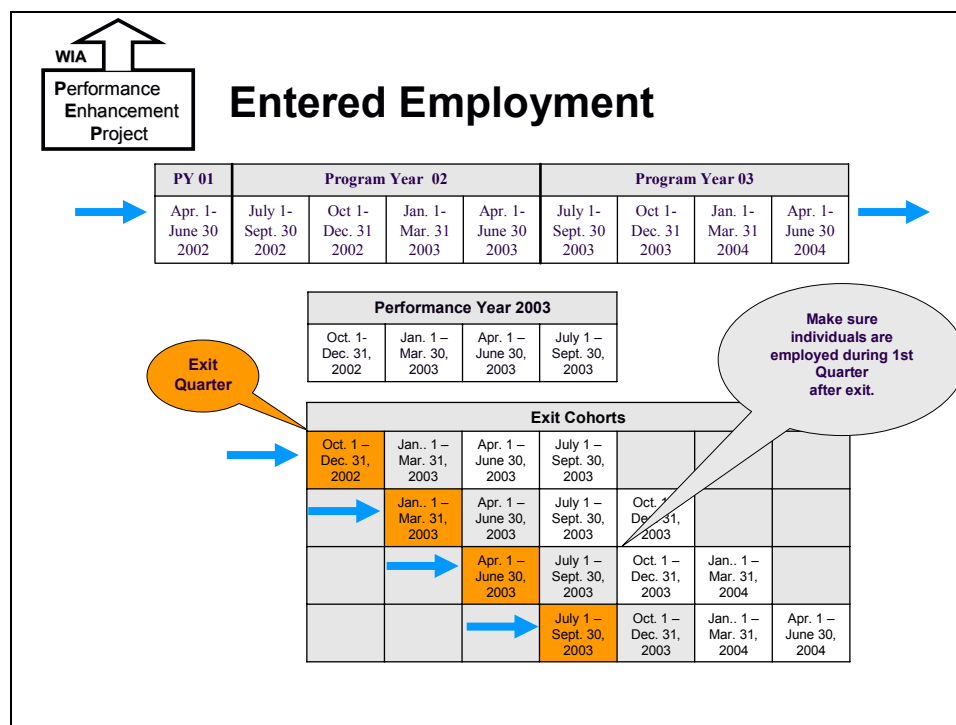 WIA
Performance
Enhancement
Project
Entered Employment
PY 01 Program Year 02 Program Year 03
Apr. 1- July 1- Oct 1- Jan. 1- Apr. 1- July 1- Oct 1- Jan. 1- Apr. 1-
June 30 Sept. 30 Dec. 31 Mar. 31 June 30 Sept. 30 Dec. 31 Mar. 31 June 30
2002 2002 2002 2003 2003 2003 2003 2004 2004
Performance Year 2003
Oct. 1- Jan. 1 – Apr. 1 – July 1 –
Dec. 31, Mar. 30, June 30, Sept. 30,
2002 2003 2003 2003
Make sure
individuals are
employed during 1st
Quarter
after exit.
Exit
Quarter
Exit Cohorts
Oct. 1 – Jan.. 1 – Apr. 1 – July 1 –
Dec. 31, Mar. 31, June 30, Sept. 30,
2002 2003 2003 2003
Jan.. 1 – Apr. 1 – July 1 – Oct. 1
Mar. 31, June 30, Sept. 30, Dec. 31,
2003 2003 2003 2003
Apr. 1 – July 1 – Oct. 1 – Jan.. 1 –
June 30, Sept. 30, Dec. 31, Mar. 31,
2003 2003 2003 2004
July 1 – Oct. 1 – Jan.. 1 – Apr. 1 –
Sept. 30, Dec. 31, Mar. 31, June 30,
2003 2003 2004 2004